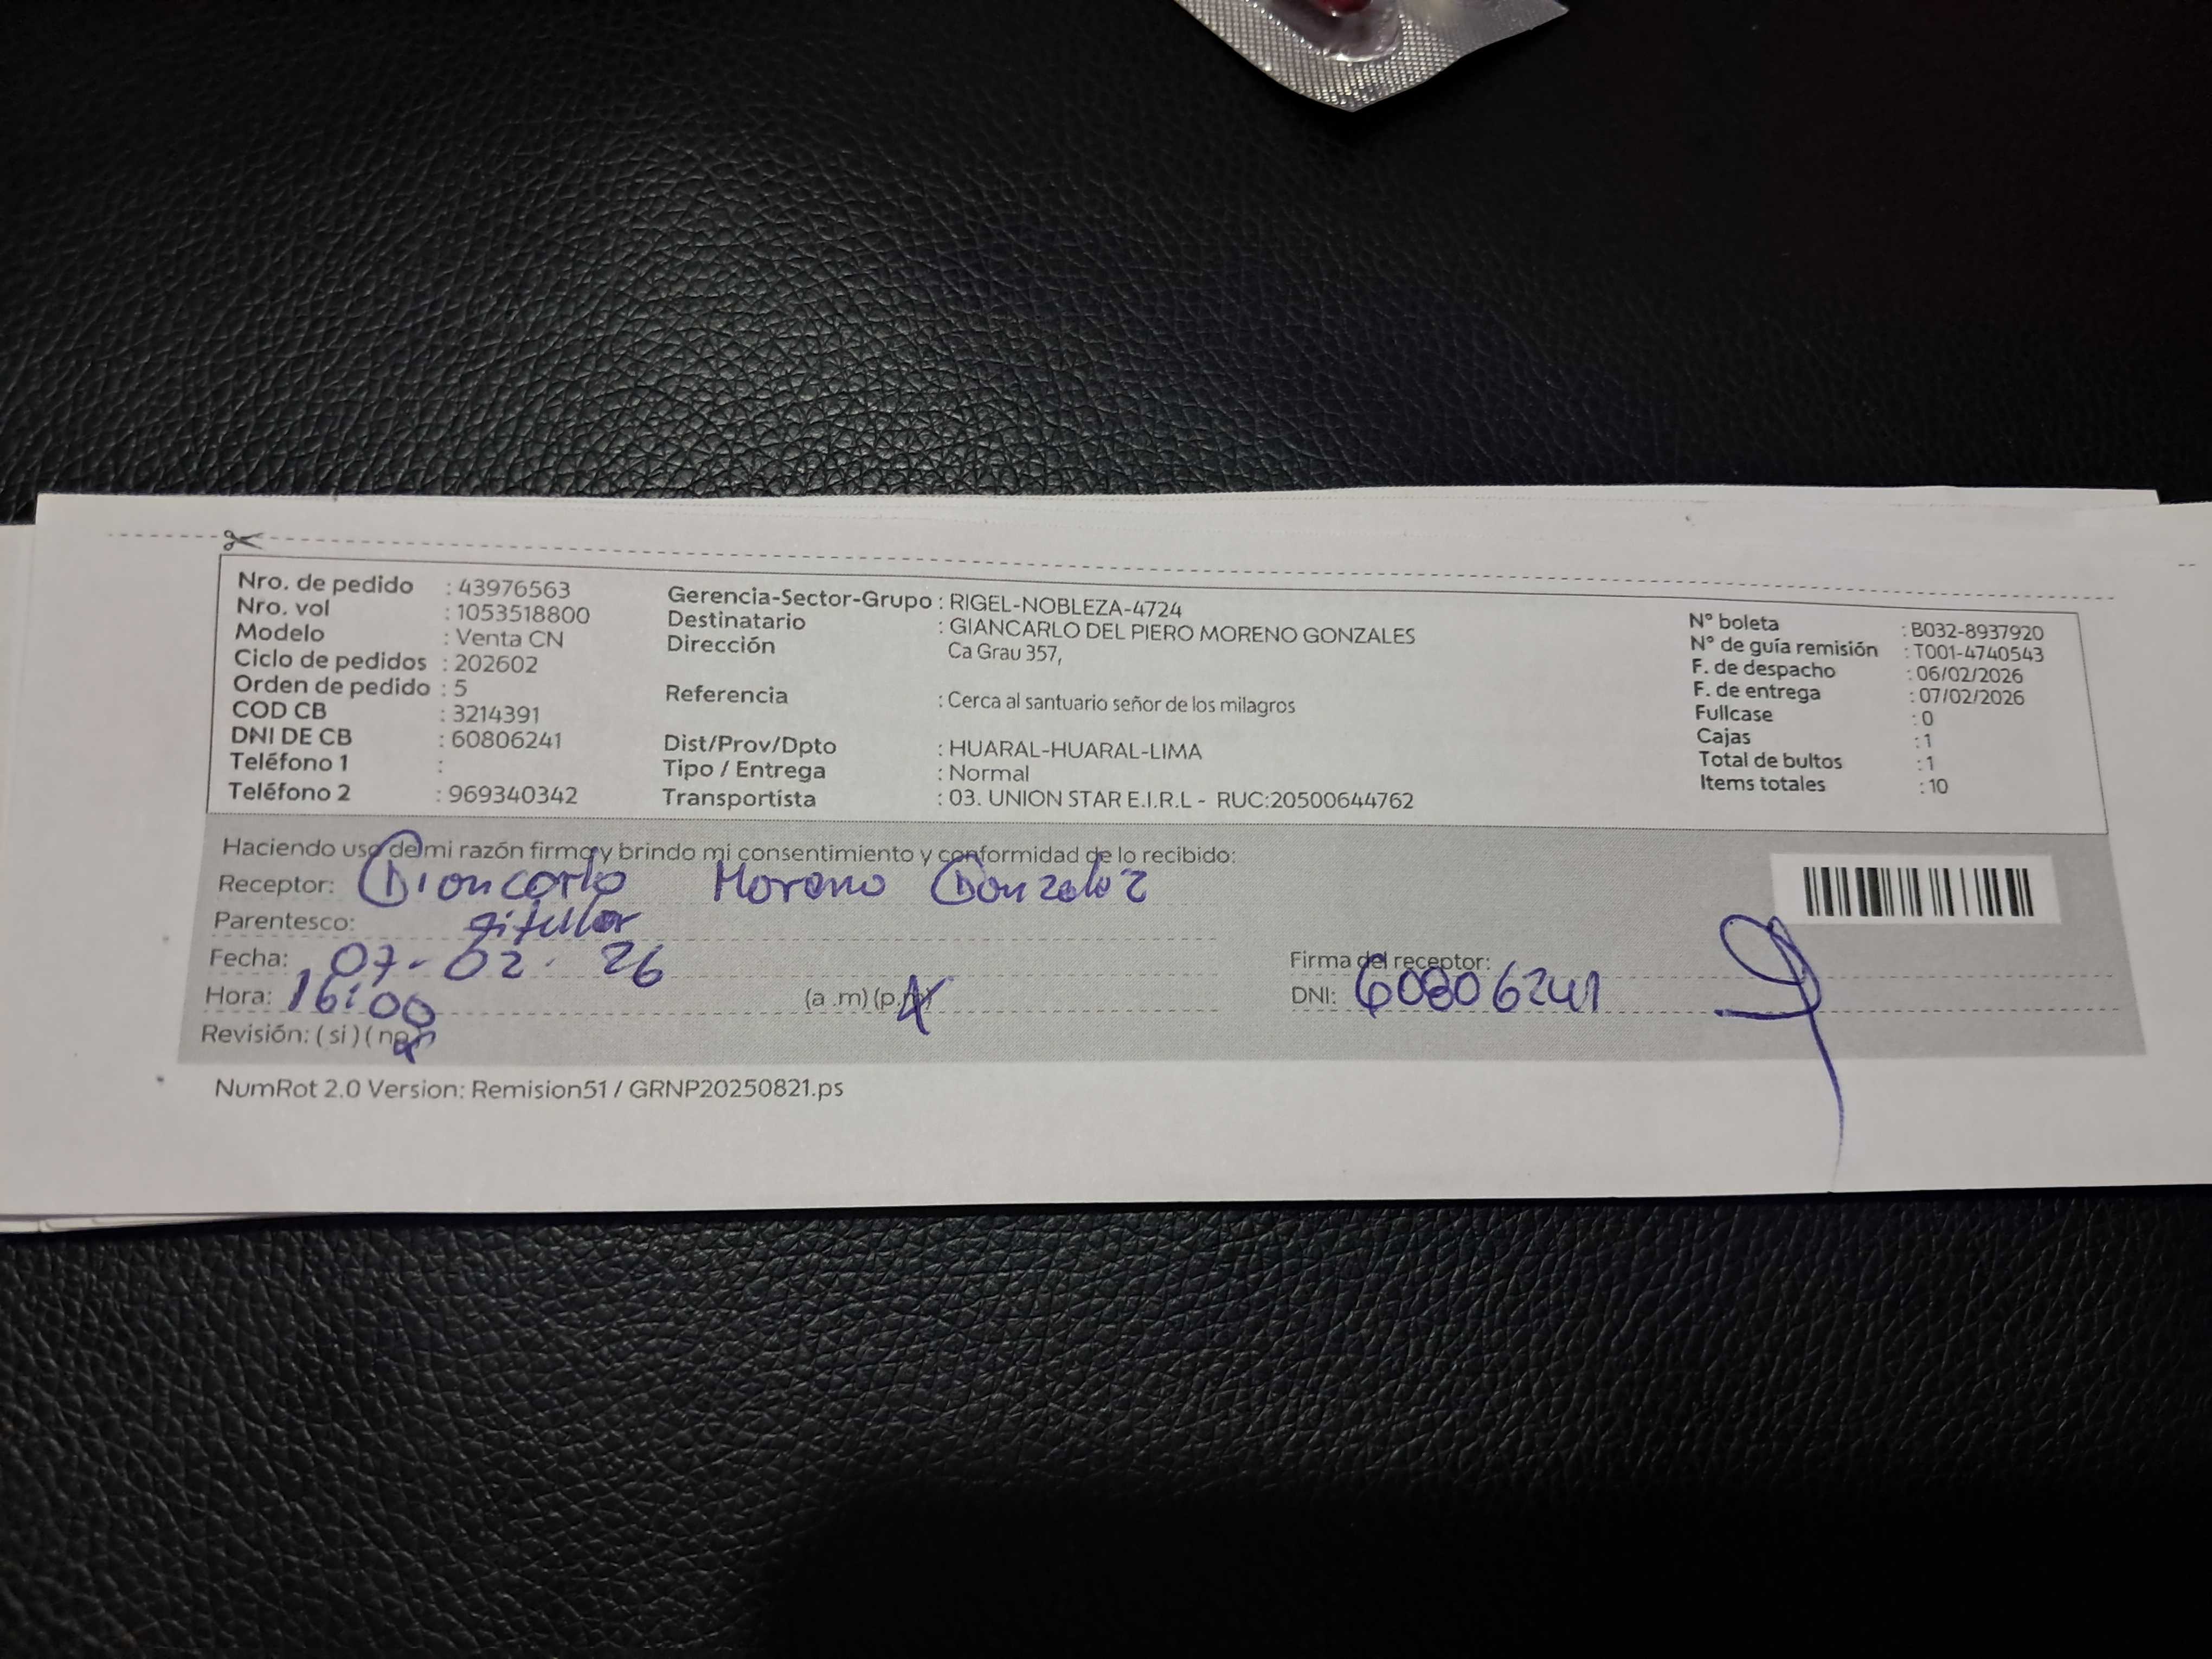 Nro. de pedido : 43976563
Nro. vol : 1053518800
Modelo : Venta CN
Ciclo de pedidos : 202602
Orden de pedido : 5
COD CB : 3214391
DNI DE CB : 60806241
Teléfono 1 :
Teléfono 2 : 969340342
Gerencia-Sector-Grupo : RIGEL-NOBLEZA-4724
Destinatario : GIANCARLO DEL PIERO MORENO GONZALES
Dirección Ca Grau 357,
Referencia : Cerca al santuario señor de los milagros
Dist/Prov/Dpto : HUARAL-HUARAL-LIMA
Tipo / Entrega : Normal
Transportista : 03. UNION STAR E.I.R.L - RUC:20500644762
N° boleta : B032-8937920
N° de guía remisión : T001-4740543
F. de despacho : 06/02/2026
F. de entrega : 07/02/2026
Fullcase : 0
Cajas : 1
Total de bultos : 1
Items totales : 10
Haciendo uso de mi razón firmo y brindo mi consentimiento y conformidad de lo recibido:
Receptor: Giancarlo Moreno Gonzalez
Parentesco: titular
Fecha: 07-02-26
Hora: 16:00 (a .m) (p.m)
Revisión: ( si ) ( no )
Firma del receptor:
DNI: 60806241
NumRot 2.0 Version: Remision51 / GRNP20250821.ps